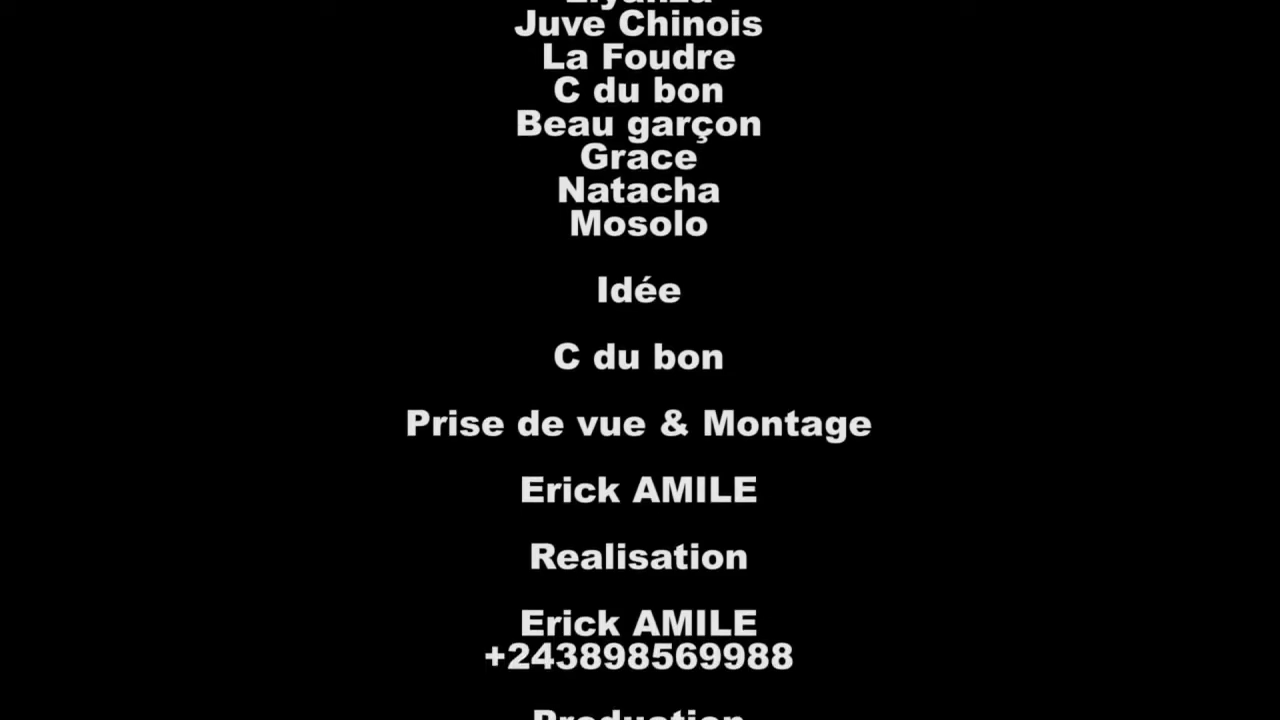 Juve Chinois
La Foudre
C du bon
Beau garçon
Grace
Natacha
Mosolo
Idée
C du bon
Prise de vue & Montage
Erick AMILE
Realisation
Erick AMILE
+243898569988
Production